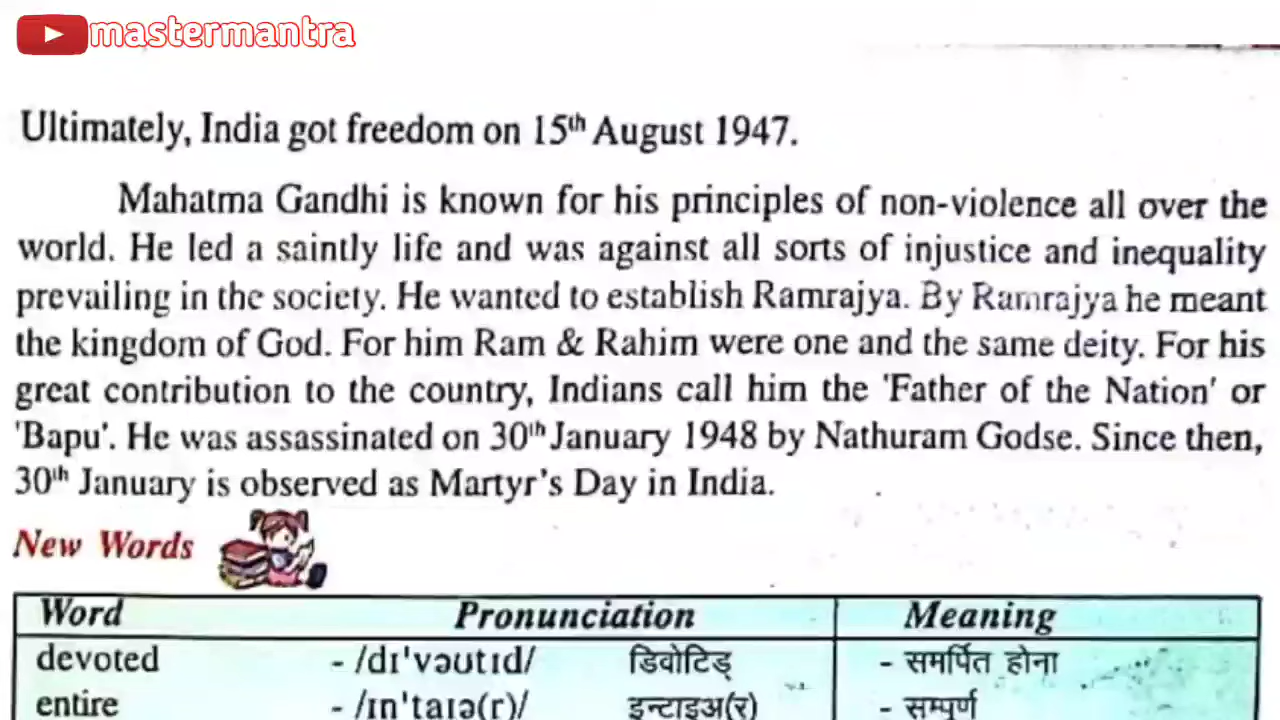 mastermantra
Ultimately, India got freedom on 15th August 1947.
Mahatma Gandhi is known for his principles of non-violence all over the
world. He led a saintly life and was against all sorts of injustice and inequality
prevailing in the society. He wanted to establish Ramrajya. By Ramrajya he meant
the kingdom of God. For him Ram & Rahim were one and the same deity. For his
great contribution to the country, Indians call him the 'Father of the Nation' or
'Bapu'. He was assassinated on 30th January 1948 by Nathuram Godse. Since then,
30th January is observed as Martyr's Day in India.
New Words
Word Pronunciation Meaning
devoted - /dɪˈvəʊtɪd/ डिवोटिड् - समर्पित होना
entire - /ɪnˈtaɪə(r)/ इन्टाइअ(र) - सम्पूर्ण